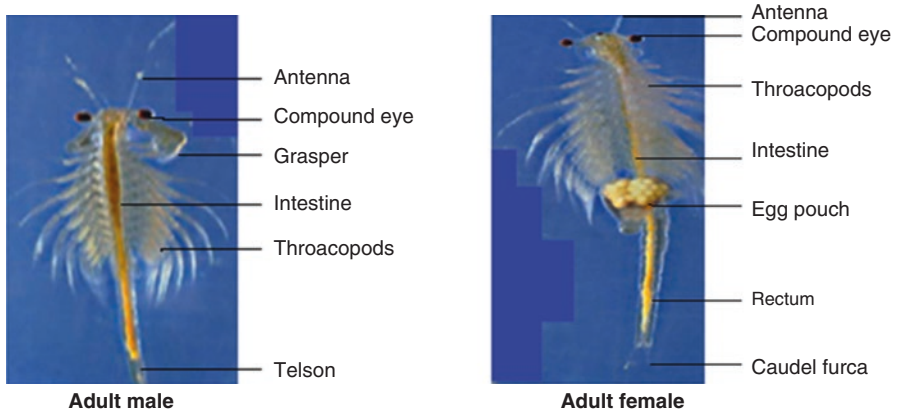 Antenna
Compound eye
Grasper
Intestine
Throacopods
Telson
Adult male
Antenna
Compound eye
Throacopods
Intestine
Egg pouch
Rectum
Caudel furca
Adult female